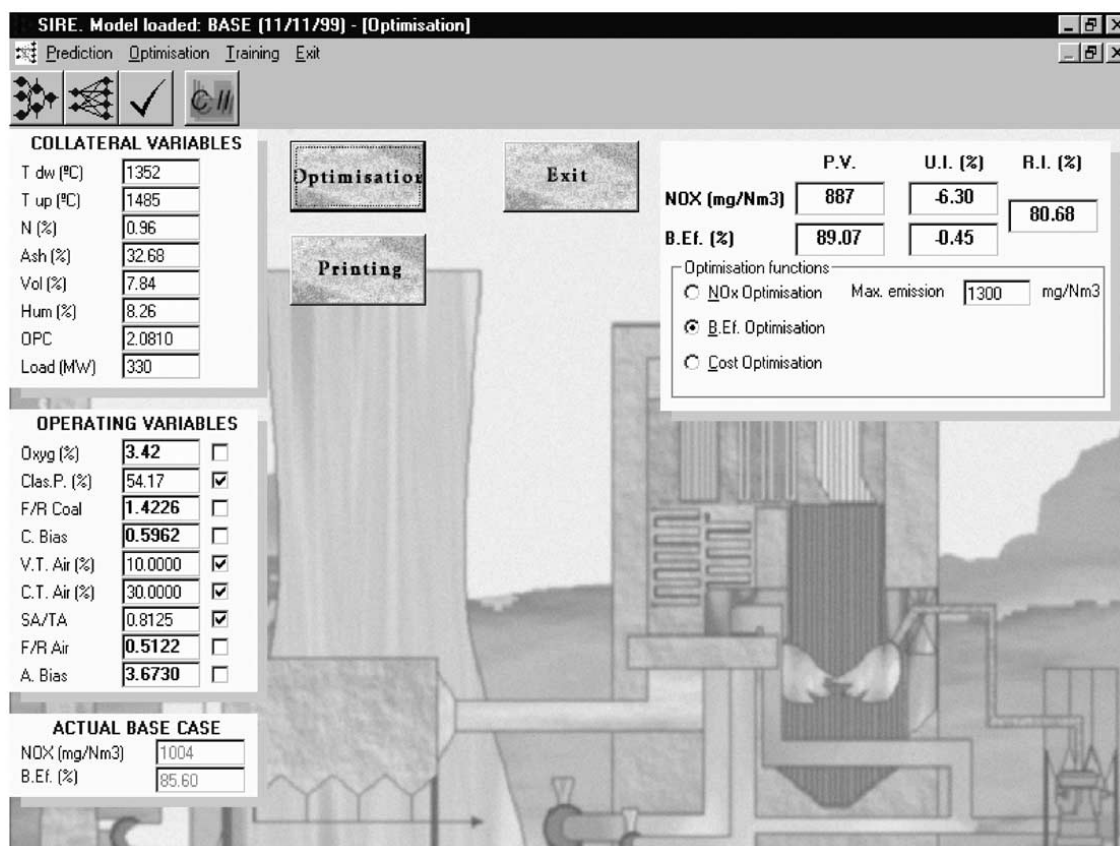 SIRE. Model loaded: BASE (11/11/99) - [Optimisation]
Prediction Optimisation Training Exit
C II
COLLATERAL VARIABLES
T dw (ºC) 1352
T up (ºC) 1485
N (%) 0.96
Ash (%) 32.68
Vol (%) 7.84
Hum (%) 8.26
OPC 2.0810
Load (MW) 330
OPERATING VARIABLES
Oxyg (%) 3.42
Clas.P. (%) 54.17
F/R Coal 1.4226
C. Bias 0.5962
V.T. Air (%) 10.0000
C.T. Air (%) 30.0000
SA/TA 0.8125
F/R Air 0.5122
A. Bias 3.6730
ACTUAL BASE CASE
NOX (mg/Nm3) 1004
B.Ef. (%) 85.60
Optimisation
Exit
Printing
P.V. U.I. (%) R.I. (%)
NOX (mg/Nm3) 887 -6.30
80.68
B.Ef. (%) 89.07 -0.45
Optimisation functions
NOx Optimisation Max. emission 1300 mg/Nm3
B.Ef. Optimisation
Cost Optimisation